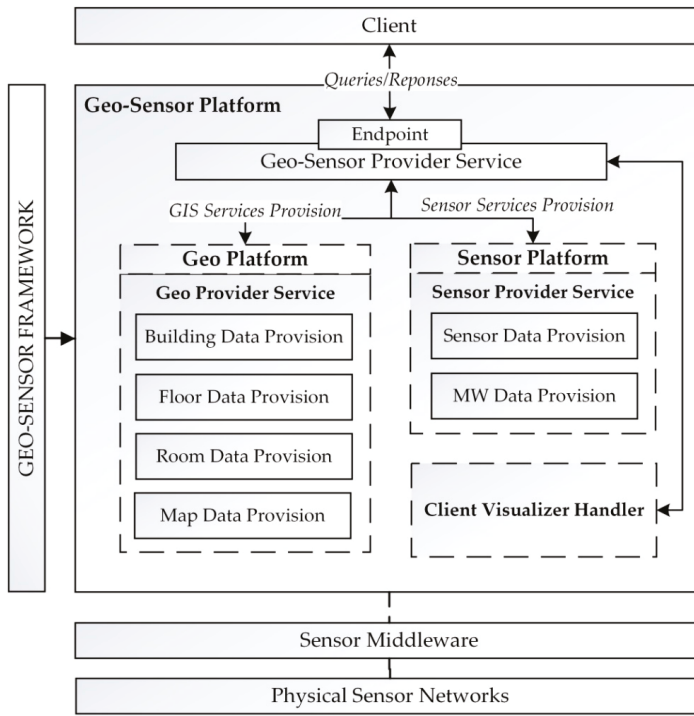 Client
Queries/Reponses
Geo-Sensor Platform
Endpoint
Geo-Sensor Provider Service
GIS Services Provision
Sensor Services Provision
Geo Platform
Geo Provider Service
Building Data Provision
Floor Data Provision
Room Data Provision
Map Data Provision
Sensor Platform
Sensor Provider Service
Sensor Data Provision
MW Data Provision
Client Visualizer Handler
GEO-SENSOR FRAMEWORK
Sensor Middleware
Physical Sensor Networks